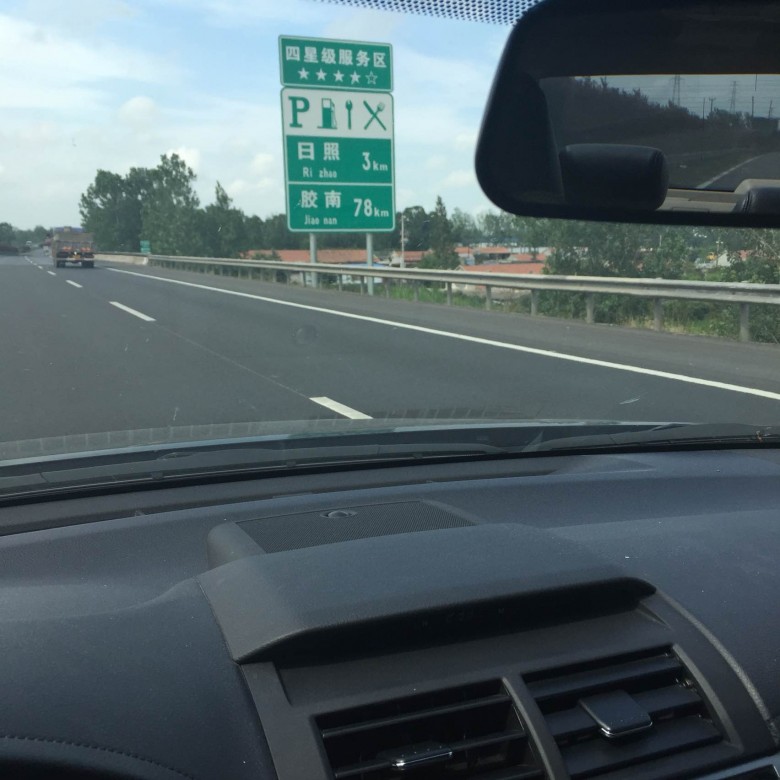 四星级服务区
P
日照 3km
Ri zhao
胶南 78km
Jiao nan